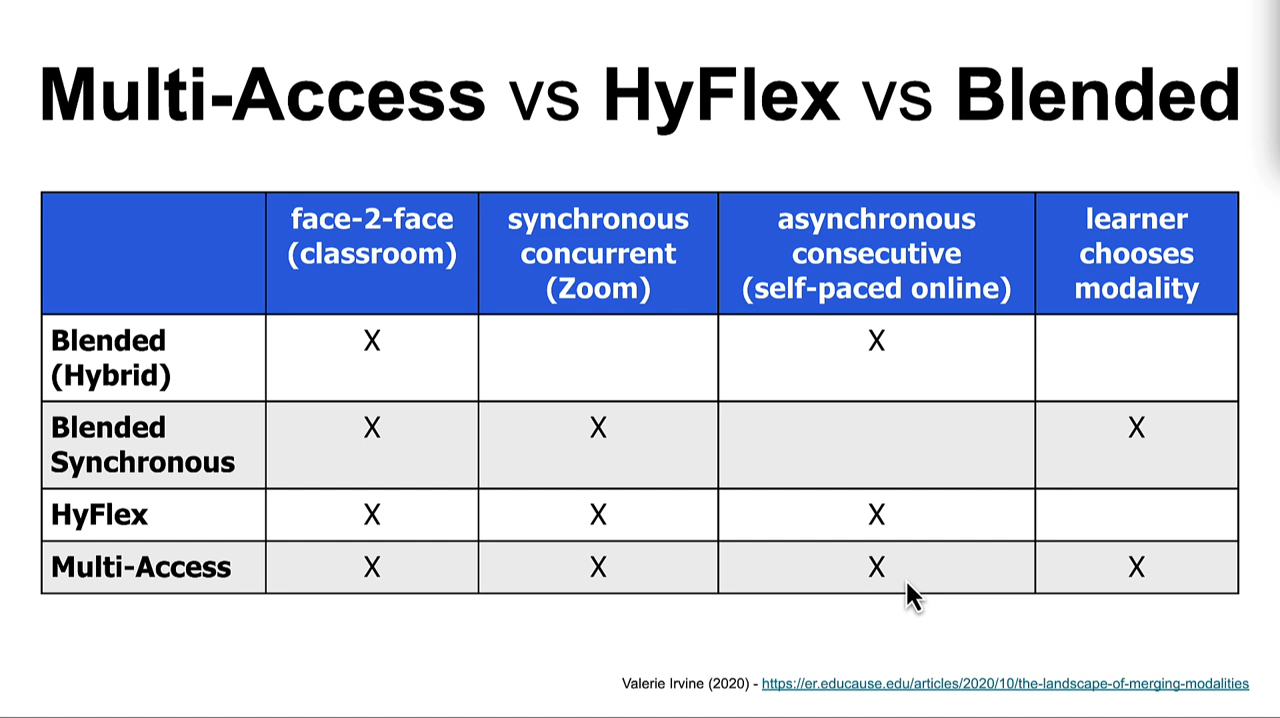 Multi-Access vs HyFlex vs Blended
face-2-face (classroom)
synchronous concurrent (Zoom)
asynchronous consecutive (self-paced online)
learner chooses modality
Blended (Hybrid) X X
Blended Synchronous X X X
HyFlex X X X
Multi-Access X X X X
Valerie Irvine (2020) - https://er.educause.edu/articles/2020/10/the-landscape-of-merging-modalities